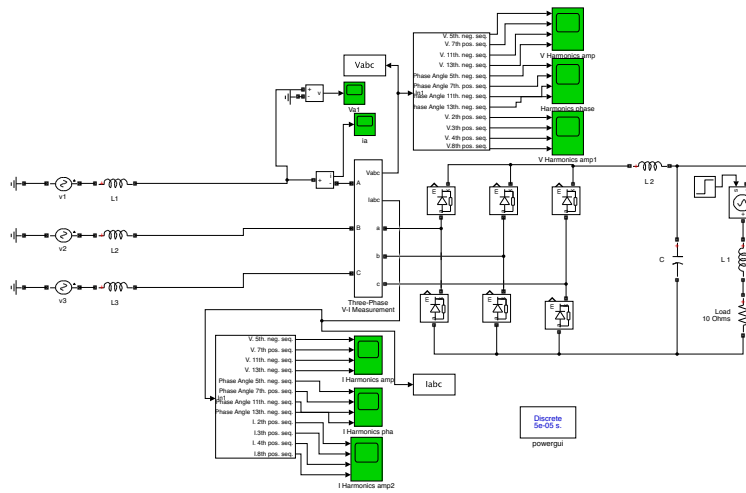 V. 5th. neg. seq.
V. 7th pos. seq.
V. 11th. neg. seq.
V. 13th. neg. seq.
Phase Angle 5th. neg. seq.
Phase Angle 7th. pos. seq.
hase Angle 11th. neg. seq.
hase Angle 13th. neg. seq.
V. 2th pos. seq.
V.3th pos. seq.
V. 4th pos. seq.
V.8th pos. seq.
In1
V Harmonics amp
Harmonics phase
V Harmonics amp1
Vabc
+
-
v
Va1
ia
+
i
-
v1
L1
v2
L2
v3
L3
A
B
C
Vabc
Iabc
a
b
c
Three-Phase
V-I Measurement
E
E
E
E
E
E
L 2
C
L 1
Load
10 Ohms
V. 5th. neg. seq.
V. 7th pos. seq.
V. 11th. neg. seq.
V. 13th. neg. seq.
Phase Angle 5th. neg. seq.
Phase Angle 7th. pos. seq.
Phase Angle 11th. neg. seq.
Phase Angle 13th. neg. seq.
I. 2th pos. seq.
I.3th pos. seq.
I. 4th pos. seq.
I.8th pos. seq.
In1
I Harmonics amp
I Harmonics pha
I Harmonics amp2
Iabc
Discrete
5e-05 s.
powergui